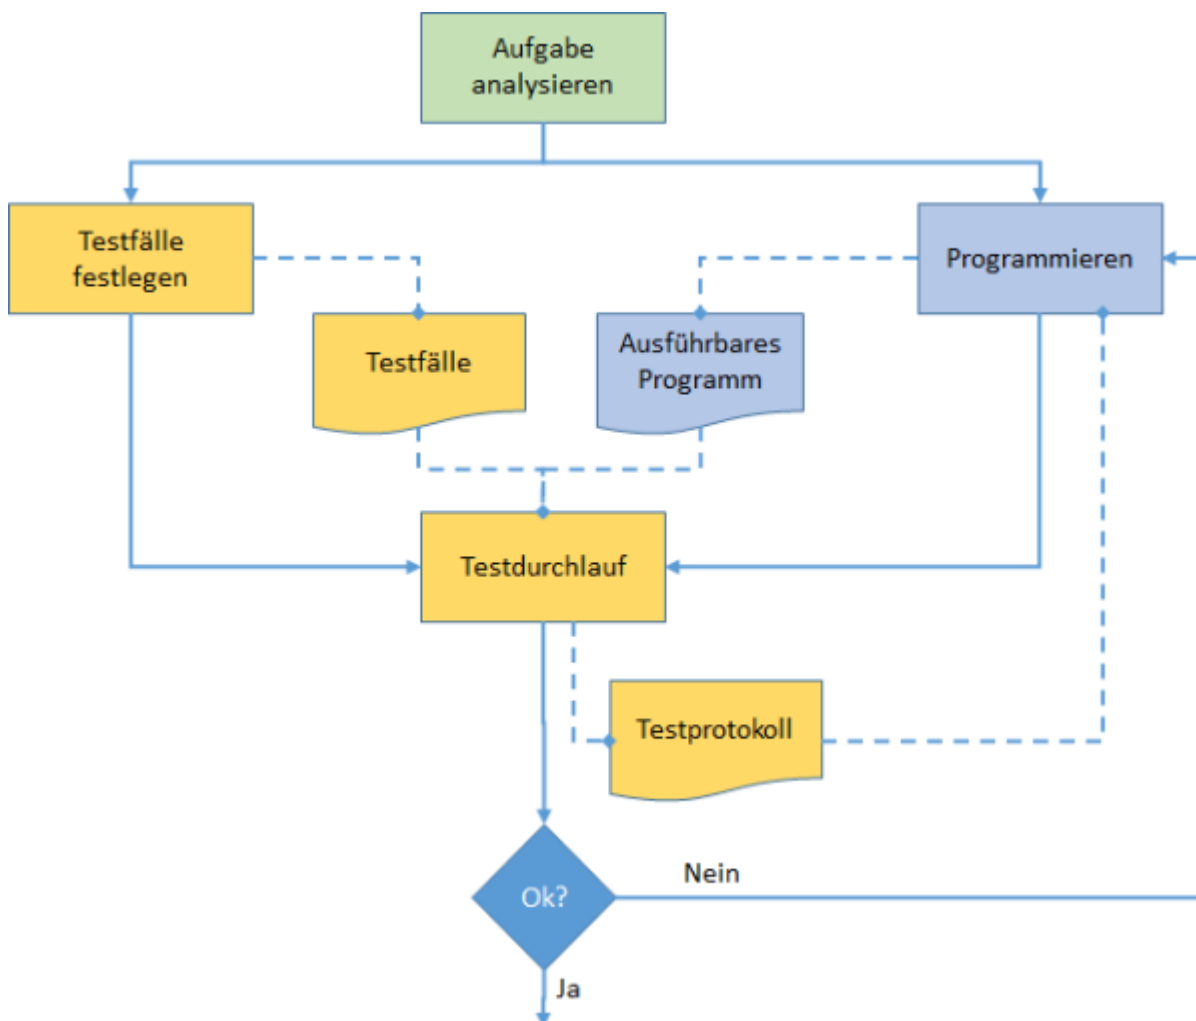 Aufgabe
analysieren
Testfälle
festlegen
Programmieren
Testfälle
Ausführbares
Programm
Testdurchlauf
Testprotokoll
Ok?
Nein
Ja